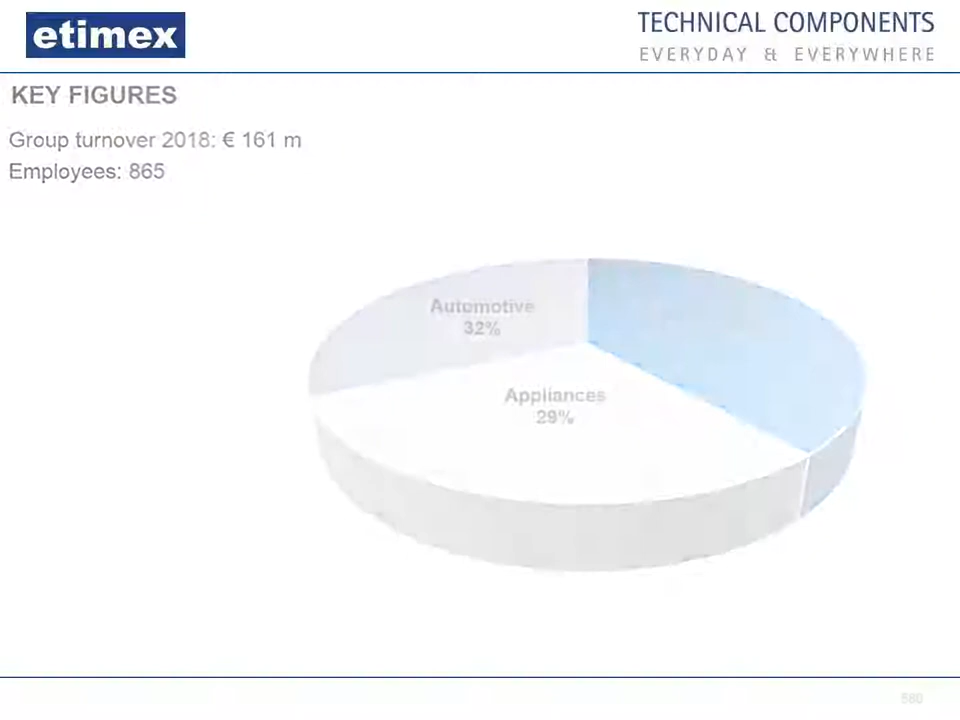 etimex
TECHNICAL COMPONENTS
EVERYDAY & EVERYWHERE
KEY FIGURES
Group turnover 2018: € 161 m
Employees: 865
Automotive
32%
Appliances
29%